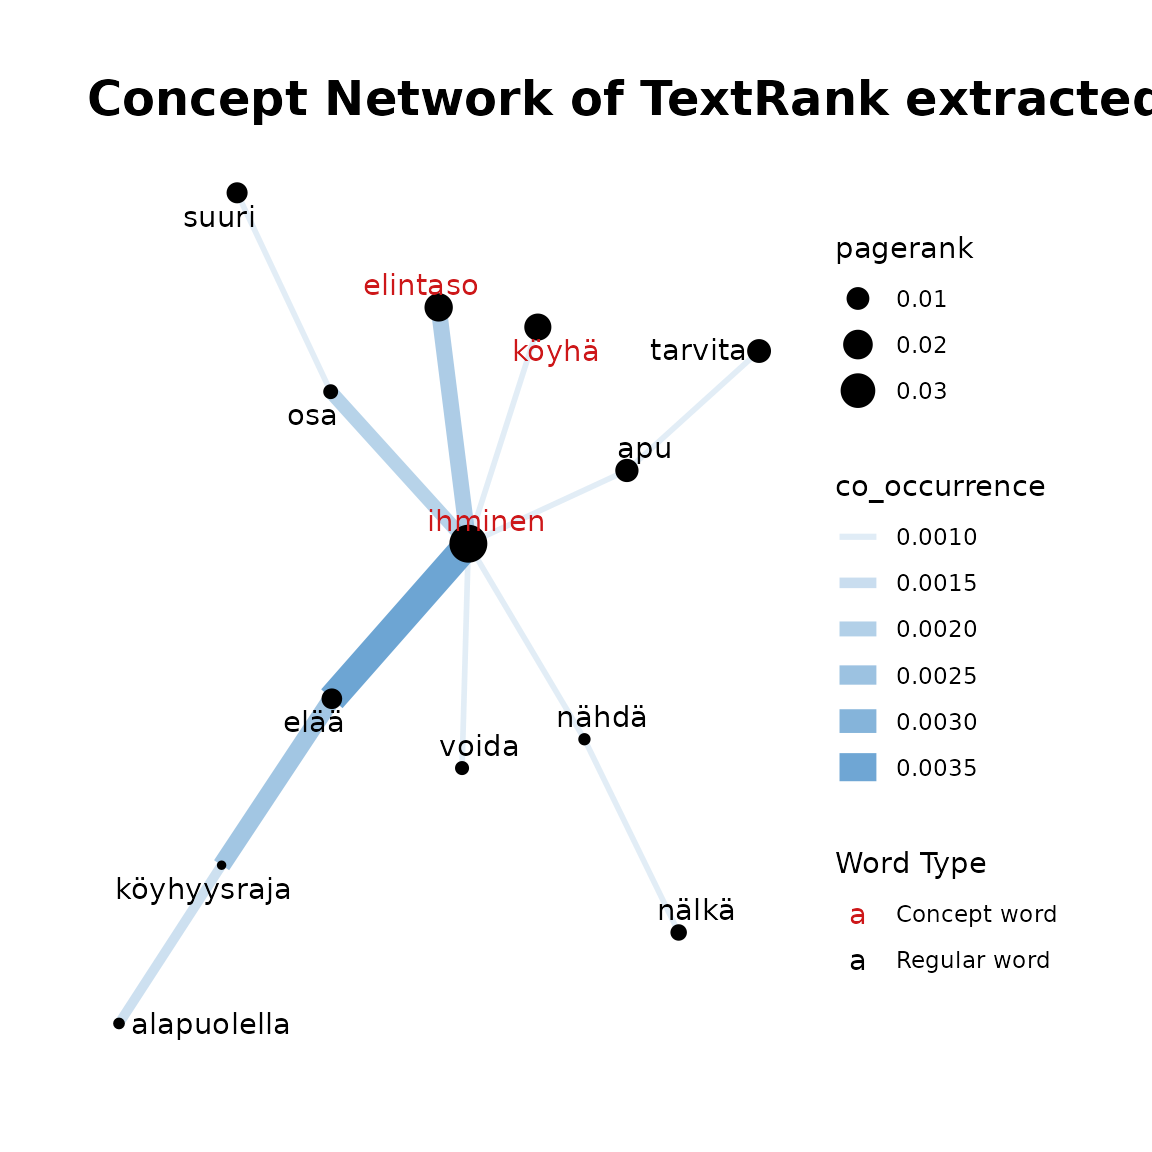 Concept Network of TextRank extracted
suuri
elintaso
köyhä
tarvita
osa
apu
ihminen
elää
nähdä
voida
köyhyysraja
nälkä
alapuolella
pagerank
0.01
0.02
0.03
co_occurrence
0.0010
0.0015
0.0020
0.0025
0.0030
0.0035
Word Type
a Concept word
a Regular word